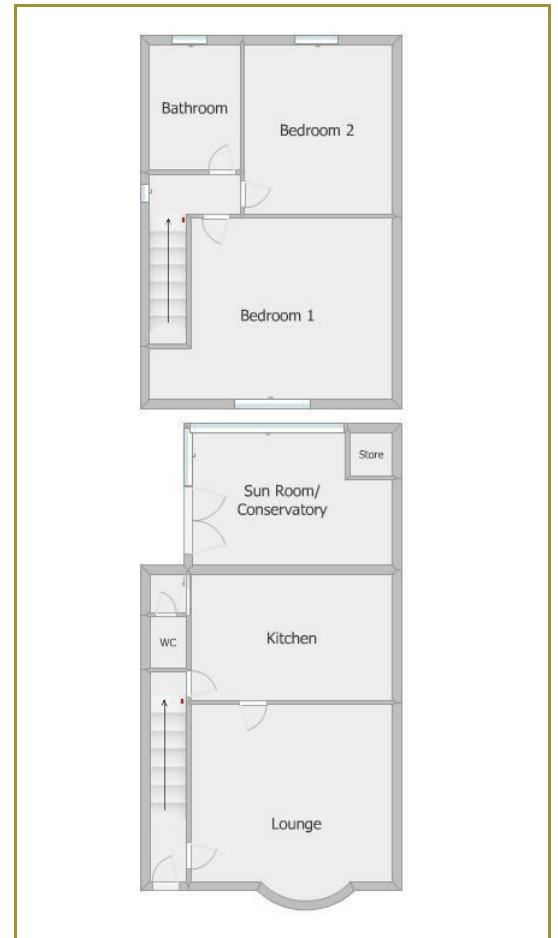 Bathroom
Bedroom 2
Bedroom 1
Store
Sun Room/
Conservatory
WC
Kitchen
Lounge